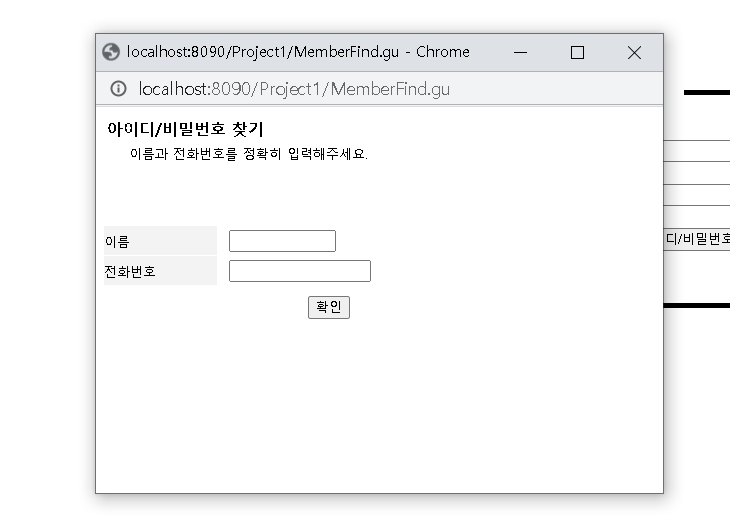 localhost:8090/Project1/MemberFind.gu - Chrome
localhost:8090/Project1/MemberFind.gu
아이디/비밀번호 찾기
이름과 전화번호를 정확히 입력해주세요.
이름
전화번호
확인
디/비밀번호